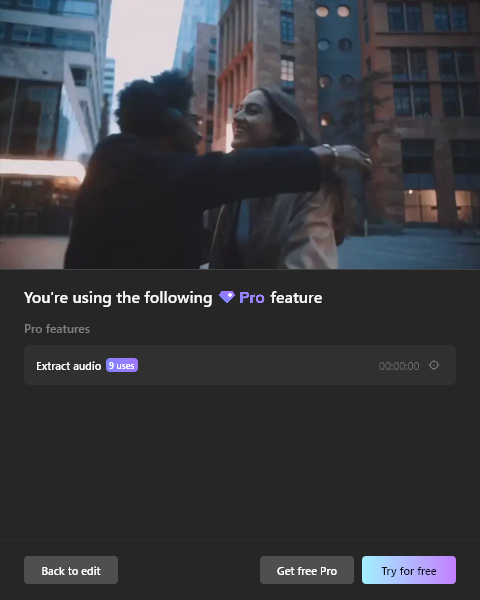 You're using the following Pro feature
Pro features
Extract audio 9 uses 00:00:00
Back to edit Get free Pro Try for free